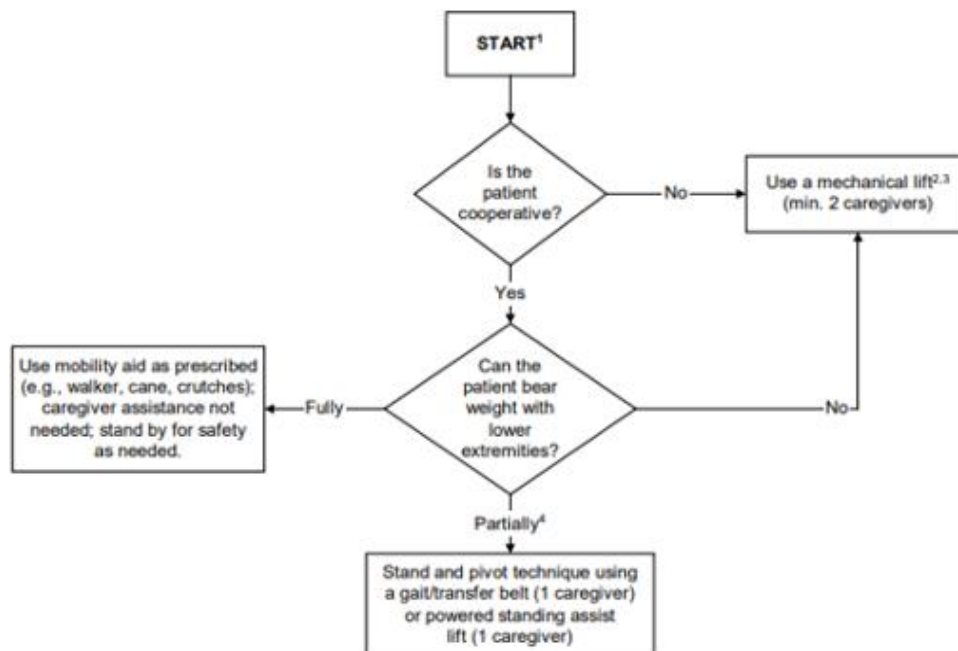 START¹
Is the
patient
cooperative?
No
Use a mechanical lift²,³
(min. 2 caregivers)
Yes
Use mobility aid as prescribed
(e.g., walker, cane, crutches);
caregiver assistance not
needed; stand by for safety
as needed.
Fully
Can the
patient bear
weight with
lower
extremities?
No
Partially⁴
Stand and pivot technique using
a gait/transfer belt (1 caregiver)
or powered standing assist
lift (1 caregiver)